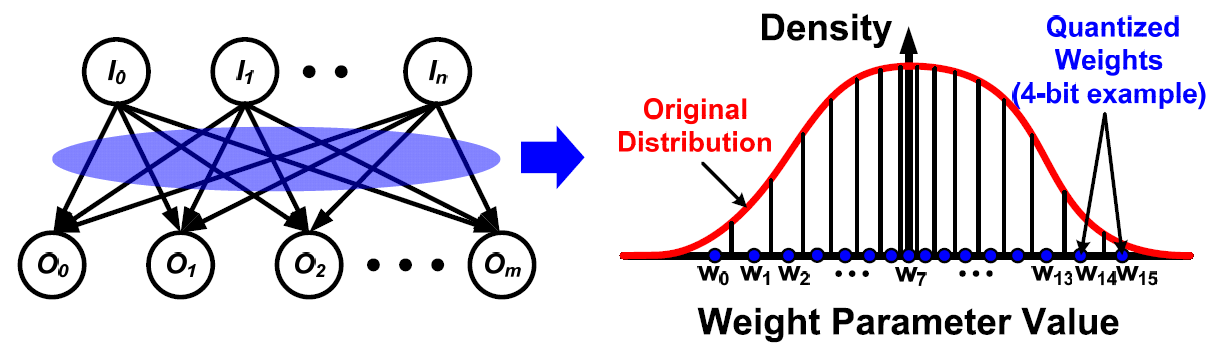 I0 I1 • • In
O0 O1 O2 • • • • Om
Density
Quantized
Weights
(4-bit example)
Original
Distribution
w0 w1 w2 ••• w7 ••• w13 w14 w15
Weight Parameter Value